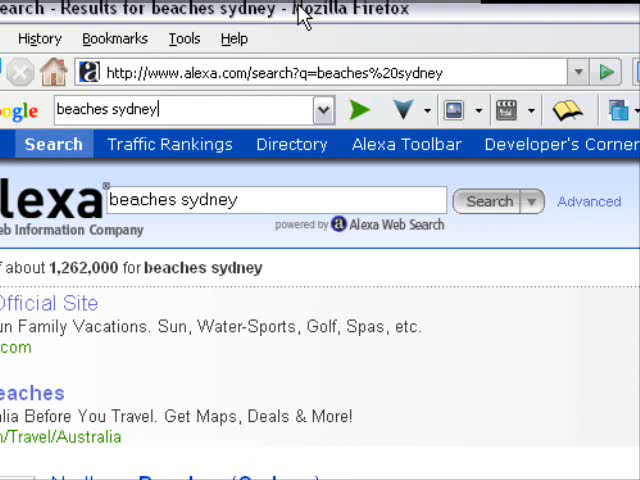 earch - Results for beaches sydney - Mozilla Firefox
History Bookmarks Tools Help
http://www.alexa.com/search?q=beaches%20sydney
ogle beaches sydney
Search Traffic Rankings Directory Alexa Toolbar Developer's Corner
lexa® beaches sydney Search Advanced
eb Information Company powered by a Alexa Web Search
f about 1,262,000 for beaches sydney
Official Site
un Family Vacations. Sun, Water-Sports, Golf, Spas, etc.
com
eaches
alia Before You Travel. Get Maps, Deals & More!
n/Travel/Australia